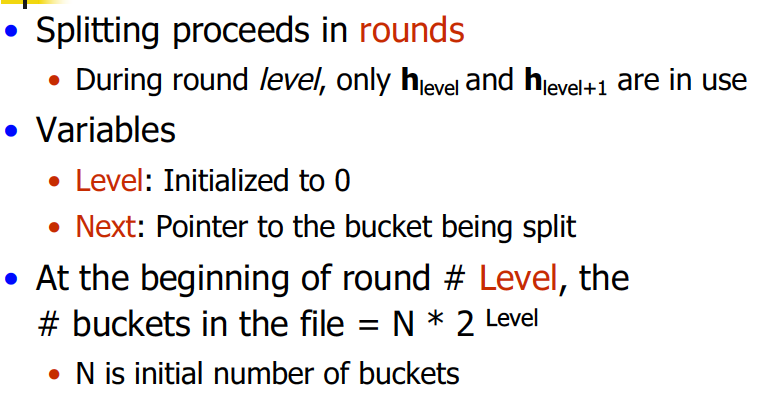 • Splitting proceeds in rounds
• During round level, only hlevel and hlevel+1 are in use
• Variables
• Level: Initialized to 0
• Next: Pointer to the bucket being split
• At the beginning of round # Level, the
# buckets in the file = N * 2 Level
• N is initial number of buckets